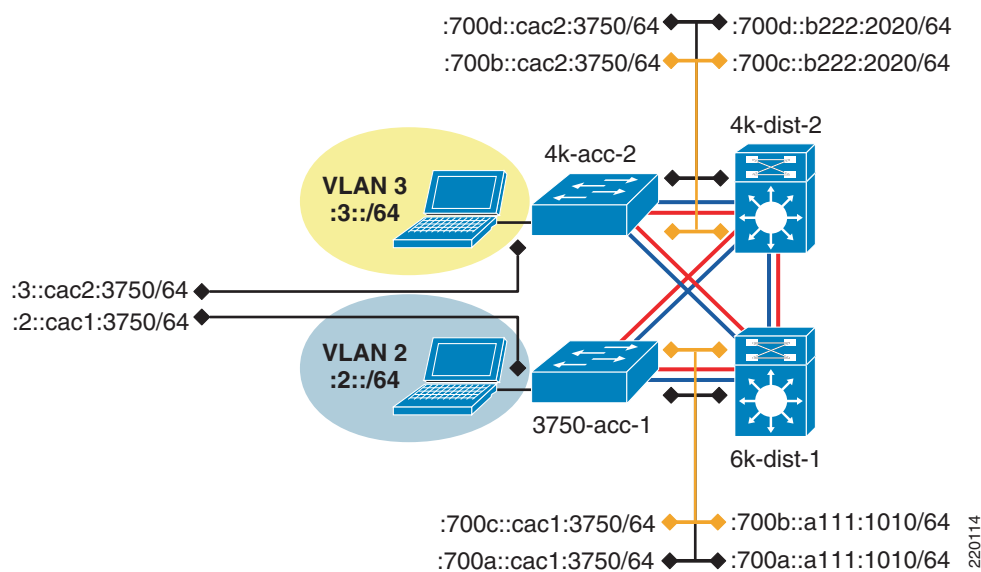 :700d::cac2:3750/64 :700d::b222:2020/64
:700b::cac2:3750/64 :700c::b222:2020/64
4k-dist-2
4k-acc-2
VLAN 3
:3::/64
:3::cac2:3750/64
:2::cac1:3750/64
VLAN 2
:2::/64
3750-acc-1
6k-dist-1
:700c::cac1:3750/64 :700b::a111:1010/64
:700a::cac1:3750/64 :700a::a111:1010/64
220114